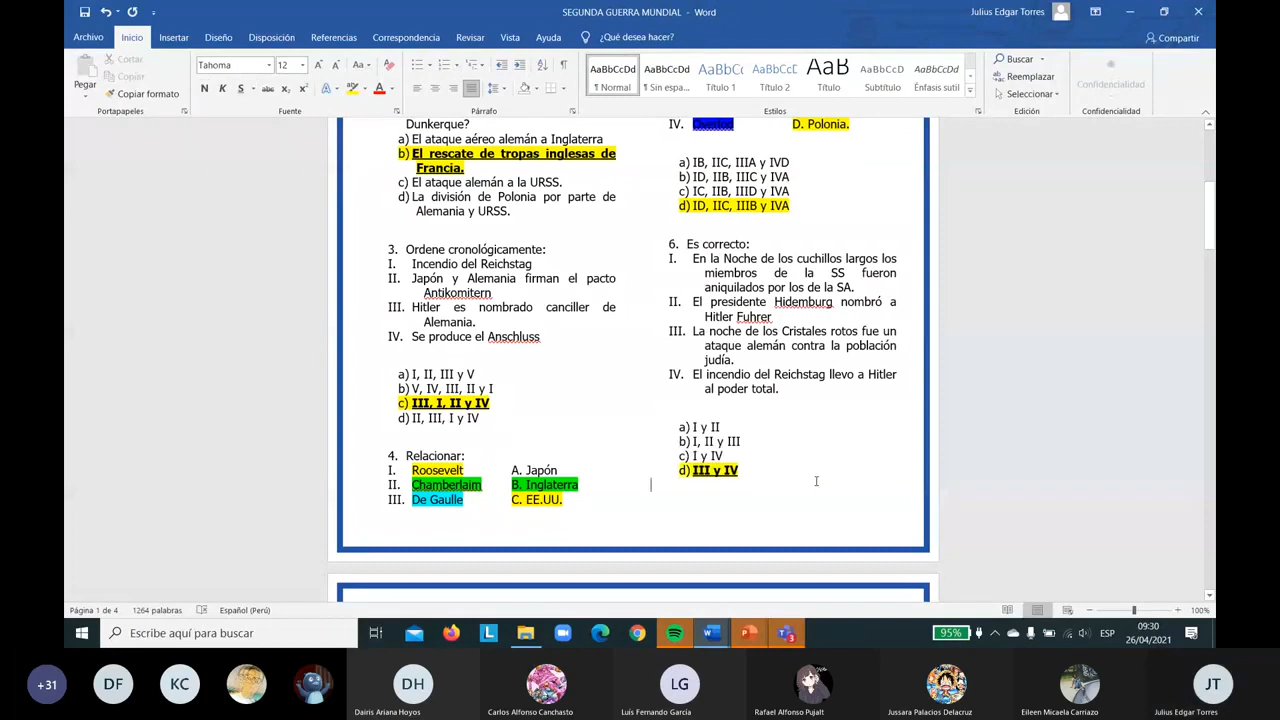 SEGUNDA GUERRA MUNDIAL - Word
Julius Edgar Torres
Archivo Inicio Insertar Diseño Disposición Referencias Correspondencia Revisar Vista Ayuda ¿Qué desea hacer? Compartir
Pegar
Cortar
Copiar
Copiar formato
Portapapeles
Tahoma 12
N K S abc
Fuente
Párrafo
AaBbCcDd
¶ Normal
AaBbCcDd
¶ Sin espa...
AaBbC
Título 1
AaBbCcE
Título 2
AaB
Título
AaBbCcD
Subtítulo
AaBbCcDd
Énfasis sutil
Estilos
Buscar
Reemplazar
Seleccionar
Edición
Confidencialidad
Confidencialidad
Dunkerque?
a) El ataque aéreo alemán a Inglaterra
b) El rescate de tropas inglesas de
Francia.
c) El ataque alemán a la URSS.
d) La división de Polonia por parte de
Alemania y URSS.
3. Ordene cronológicamente:
I. Incendio del Reichstag
II. Japón y Alemania firman el pacto
Antikomitern
III. Hitler es nombrado canciller de
Alemania.
IV. Se produce el Anschluss
a) I, II, III y V
b) V, IV, III, II y I
c) III, I, II y IV
d) II, III, I y IV
4. Relacionar:
I. Roosevelt A. Japón
II. Chamberlaim B. Inglaterra
III. De Gaulle C. EE.UU.
IV. Overlod D. Polonia.
a) IB, IIC, IIIA y IVD
b) ID, IIB, IIIC y IVA
c) IC, IIB, IIID y IVA
d) ID, IIC, IIIB y IVA
6. Es correcto:
I. En la Noche de los cuchillos largos los
miembros de la SS fueron
aniquilados por los de la SA.
II. El presidente Hidemburg nombró a
Hitler Fuhrer
III. La noche de los Cristales rotos fue un
ataque alemán contra la población
judía.
IV. El incendio del Reichstag llevo a Hitler
al poder total.
a) I y II
b) I, II y III
c) I y IV
d) III y IV
Página 1 de 4 1264 palabras Español (Perú) 100%
Escribe aquí para buscar
95%
ESP
09:30
26/04/2021
+31
DF
KC
DH
Dairis Ariana Hoyos
Carlos Alfonso Canchasto
LG
Luís Fernando García
Rafael Alfonso Pujalt
Jussara Palacios Delacruz
Eileen Micaela Carriazo
JT
Julius Edgar Torres